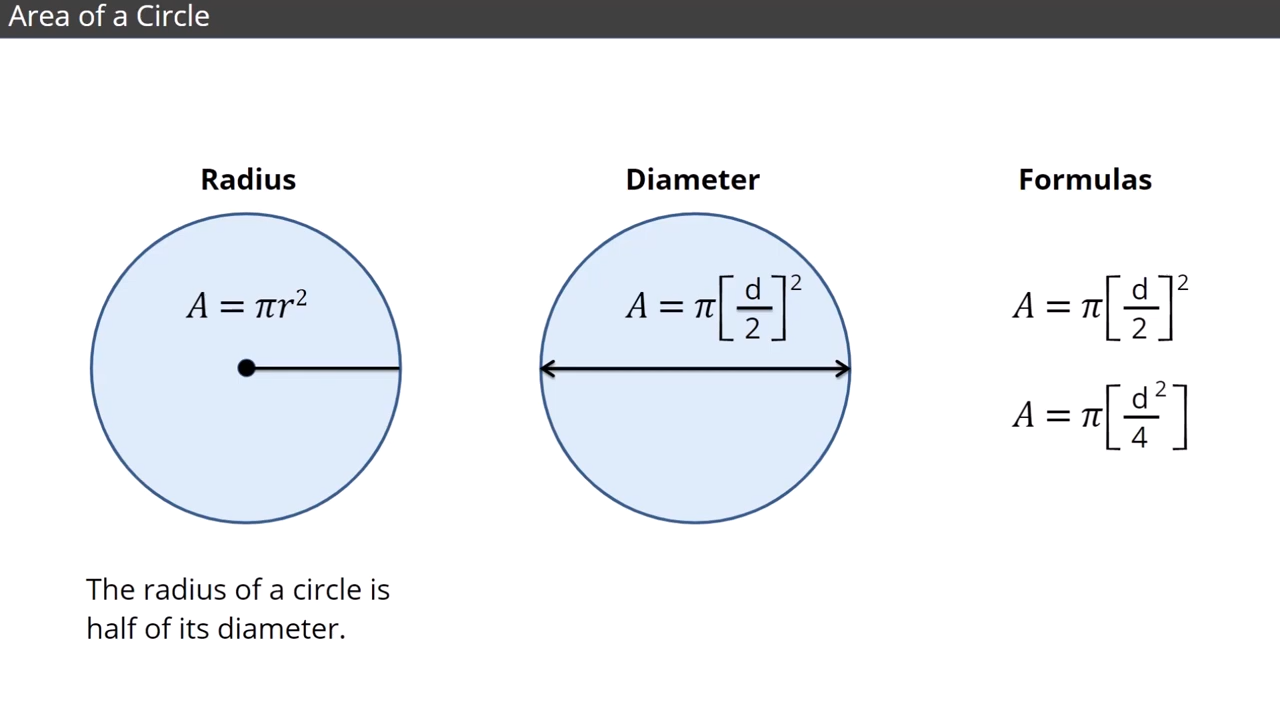 Area of a Circle
Radius
Diameter
Formulas
A = πr²
A = π[d/2]²
A = π[d/2]²
A = π[d²/4]
The radius of a circle is
half of its diameter.